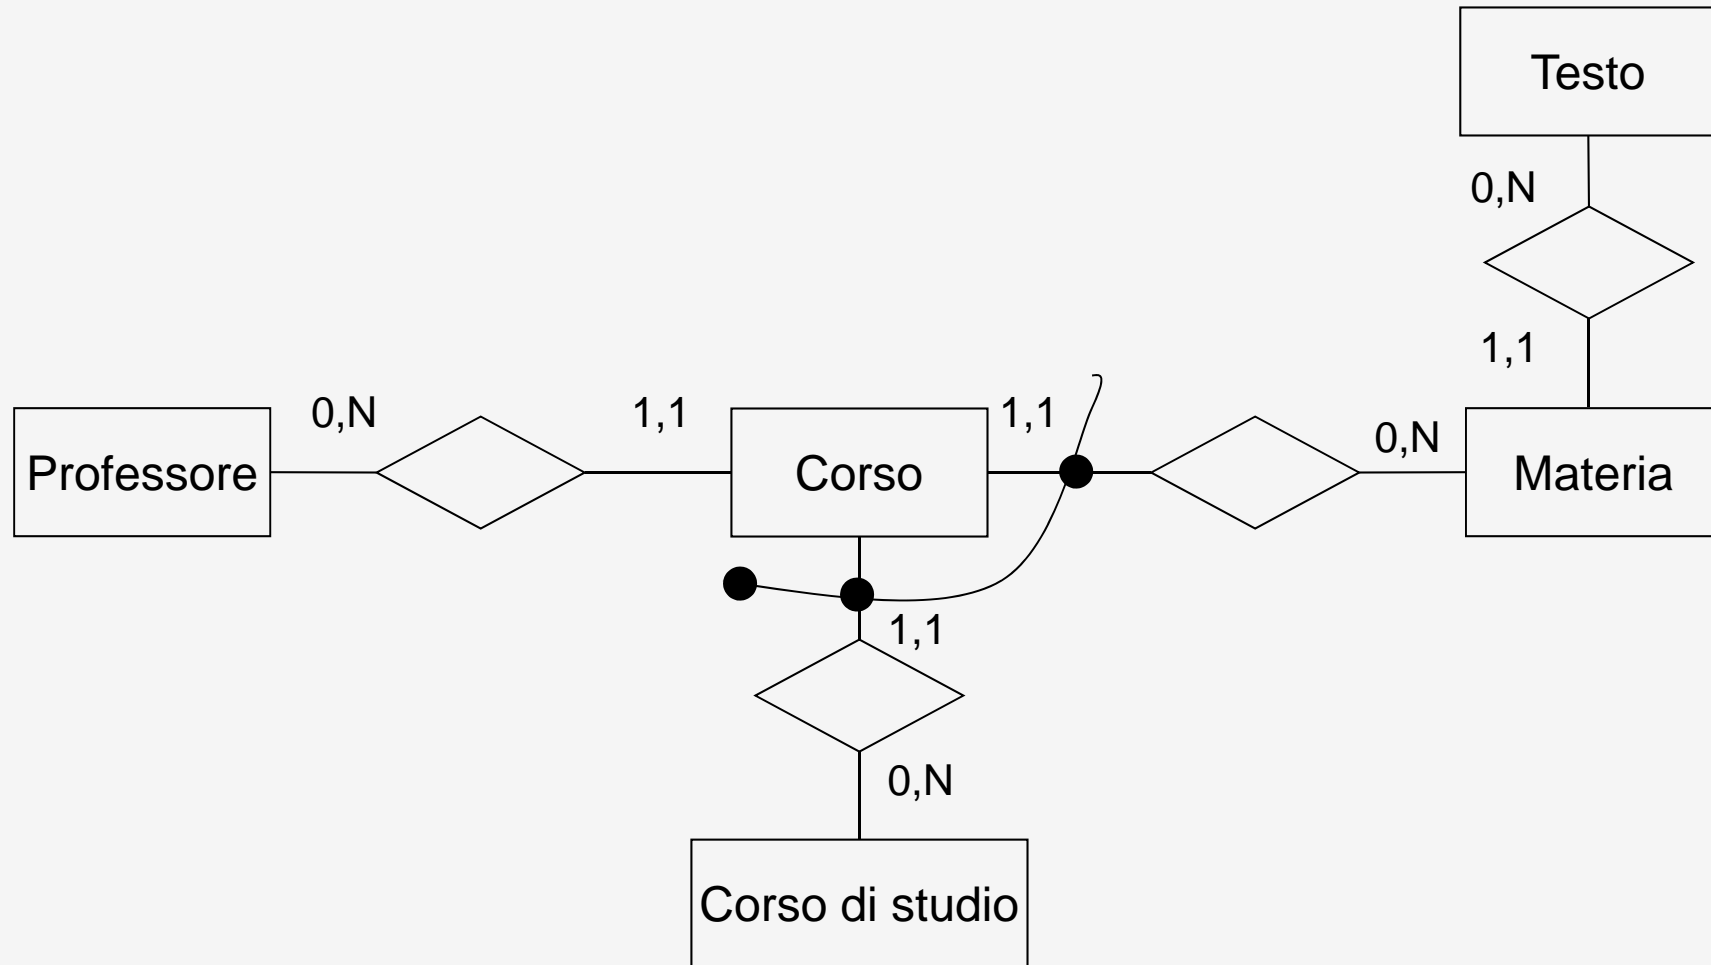 Testo
0,N
1,1
0,N
1,1
1,1
0,N
Professore
Corso
Materia
1,1
0,N
Corso di studio